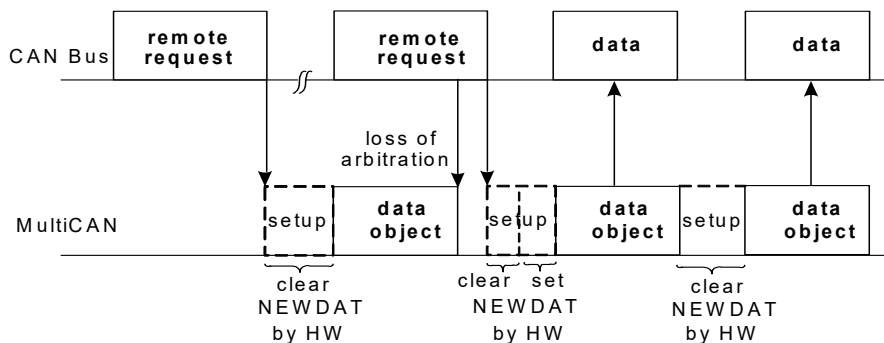 remote request
remote request
data
data
CAN Bus
loss of arbitration
MultiCAN
setup
data object
setup
data object
setup
data object
clear NEWDAT by HW
clear set NEWDAT by HW
clear NEWDAT by HW